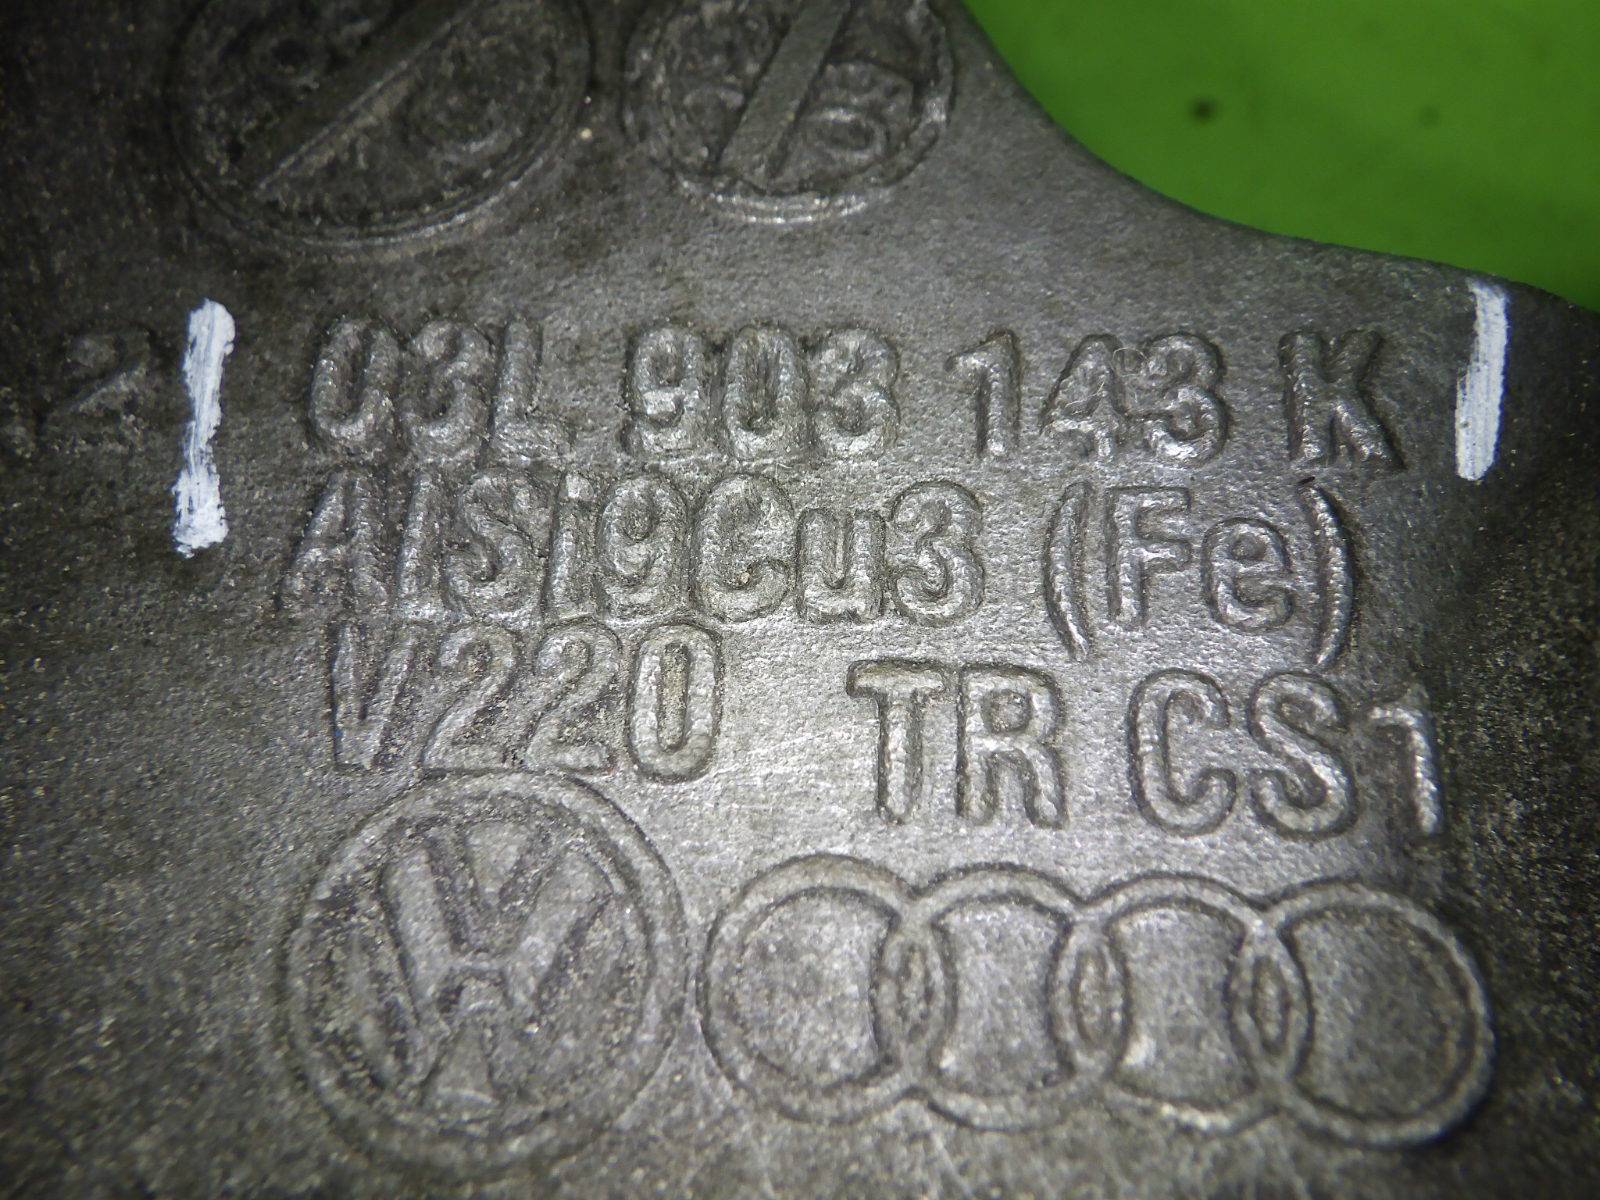 03L 903 143 K
AlSi9Cu3 (Fe)
V220 TR CS1